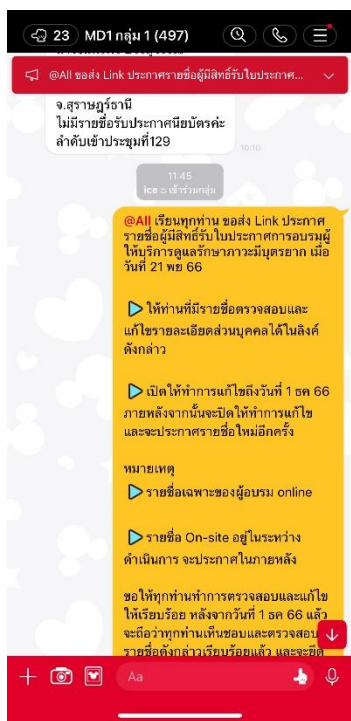 23 MD1 กลุ่ม 1 (497)
@All ขอส่ง Link ประกาศรายชื่อผู้มีสิทธิ์รับใบประกาศ...
จ.สุราษฎร์ธานี
ไม่มีรายชื่อรับประกาศนียบัตรค่ะ
ลำดับเข้าประชุมที่129
10:10
11:45
ice เข้าร่วมกลุ่ม
@All เรียนทุกท่าน ขอส่ง Link ประกาศ
รายชื่อผู้มีสิทธิ์รับใบประกาศการอบรมผู้
ให้บริการดูแลรักษาภาวะมีบุตรยาก เมื่อ
วันที่ 21 พย 66
ให้ท่านที่มีรายชื่อตรวจสอบและ
แก้ไขรายละเอียดส่วนบุคคลได้ในลิงค์
ดังกล่าว
เปิดให้ทำการแก้ไขถึงวันที่ 1 ธค 66
ภายหลังจากนั้นจะปิดให้ทำการแก้ไข
และจะประกาศรายชื่อใหม่อีกครั้ง
หมายเหตุ
รายชื่อเฉพาะของผู้อบรม online
รายชื่อ On-site อยู่ในระหว่าง
ดำเนินการ จะประกาศในภายหลัง
ขอให้ทุกท่านทำการตรวจสอบและแก้ไข
ให้เรียบร้อย หลังจากวันที่ 1 ธค 66 แล้ว
จะถือว่าทุกท่านเห็นชอบและตรวจสอบ
รายชื่อดังกล่าวเรียบร้อยแล้ว และจะยึด
Aa